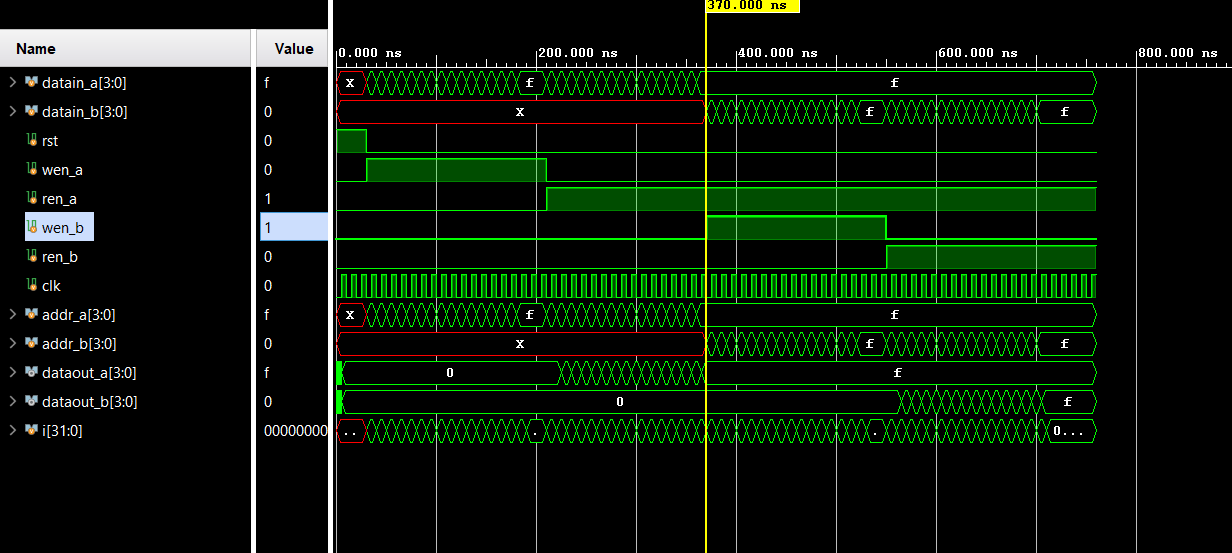 370.000 ns
Name Value 0.000 ns 200.000 ns 400.000 ns 600.000 ns 800.000 ns
datain_a[3:0] f X f f
datain_b[3:0] 0 X f f
rst 0
wen_a 0
ren_a 1
wen_b 1
ren_b 0
clk 0
addr_a[3:0] f X f f
addr_b[3:0] 0 X f f
dataout_a[3:0] f 0 f
dataout_b[3:0] 0 0 f
i[31:0] 00000000 .. . . 0...